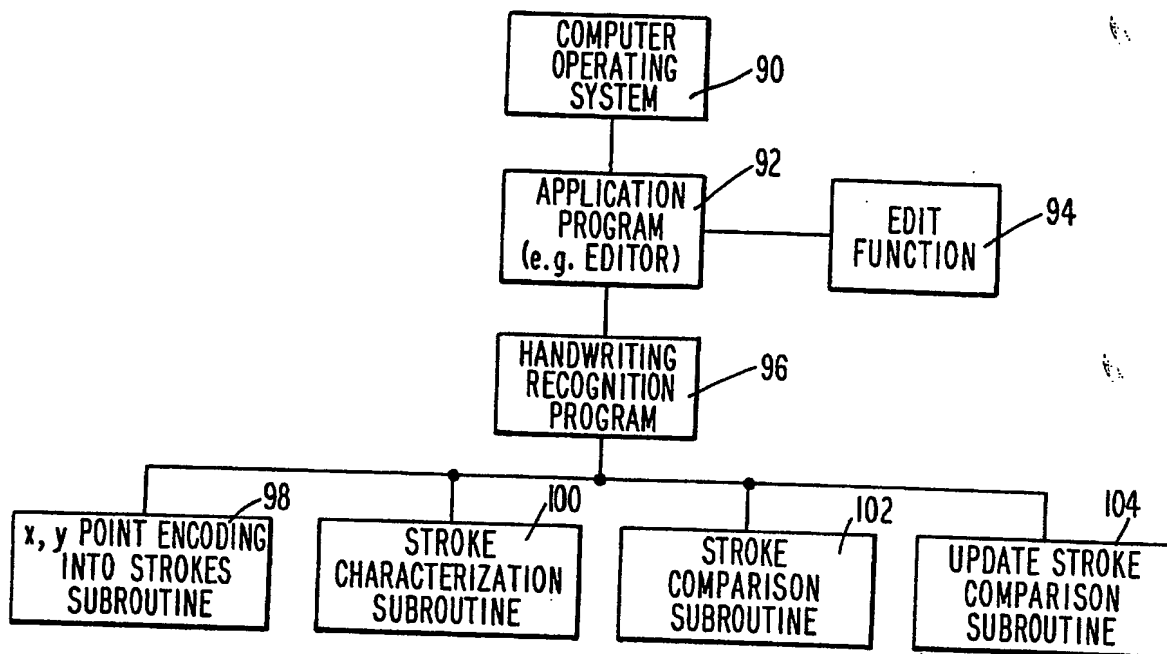 COMPUTER
OPERATING
SYSTEM
90
APPLICATION
PROGRAM
(e.g. EDITOR)
92
EDIT
FUNCTION
94
HANDWRITING
RECOGNITION
PROGRAM
96
x, y POINT ENCODING
INTO STROKES
SUBROUTINE
98
STROKE
CHARACTERIZATION
SUBROUTINE
100
STROKE
COMPARISON
SUBROUTINE
102
UPDATE STROKE
COMPARISON
SUBROUTINE
104